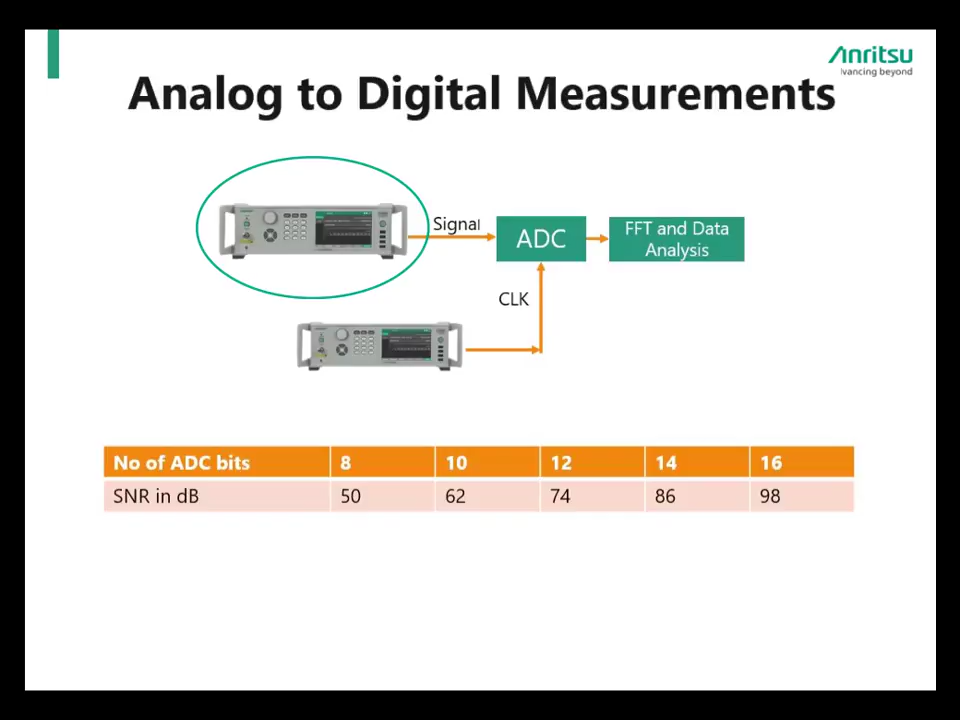 Anritsu
Advancing beyond
Analog to Digital Measurements
Signal
ADC
FFT and Data
Analysis
CLK
No of ADC bits 8 10 12 14 16
SNR in dB 50 62 74 86 98